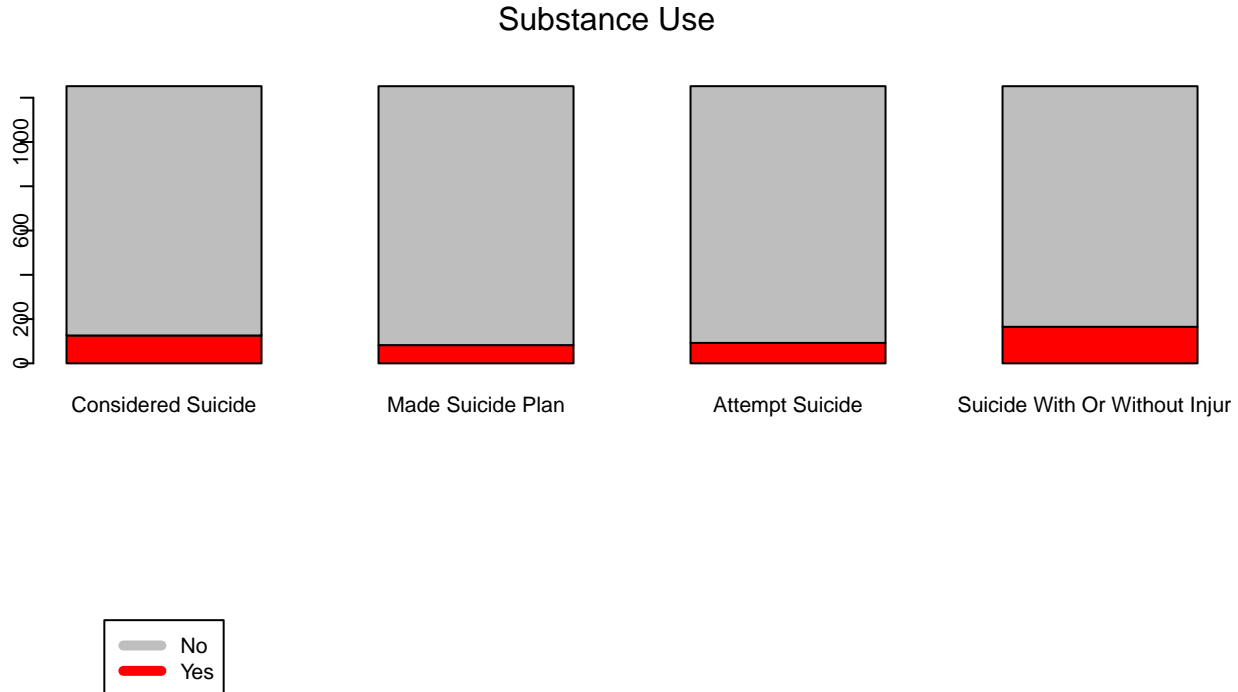 Substance Use
0
200
600
1000
Considered Suicide
Made Suicide Plan
Attempt Suicide
Suicide With Or Without Injur
No
Yes